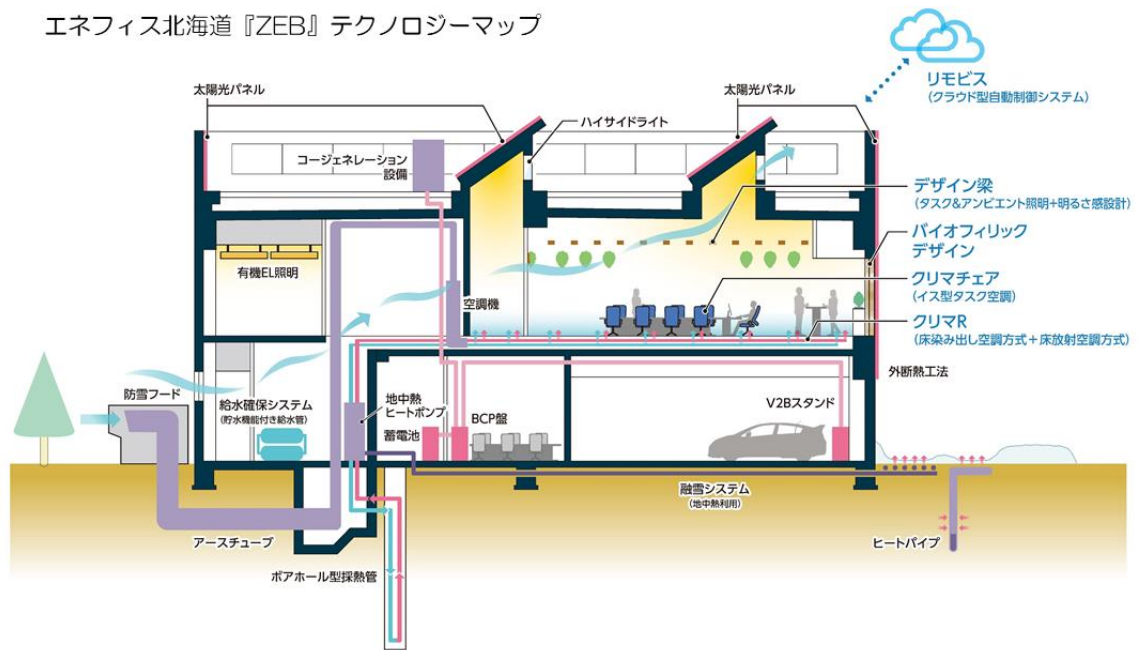 エネフィス北海道『ZEB』テクノロジーマップ
リモビス
(クラウド型自動制御システム)
太陽光パネル
太陽光パネル
ハイサイドライト
コージェネレーション
設備
デザイン梁
(タスク&アンビエント照明+明るさ感設計)
バイオフィリック
デザイン
有機EL照明
空調機
クリマチェア
(イス型タスク空調)
クリマR
(床染み出し空調方式+床放射空調方式)
外断熱工法
防雪フード
給水確保システム
(貯水機能付き給水管)
地中熱
ヒートポンプ
蓄電池
BCP盤
V2Bスタンド
融雪システム
(地中熱利用)
アースチューブ
ヒートパイプ
ボアホール型採熱管